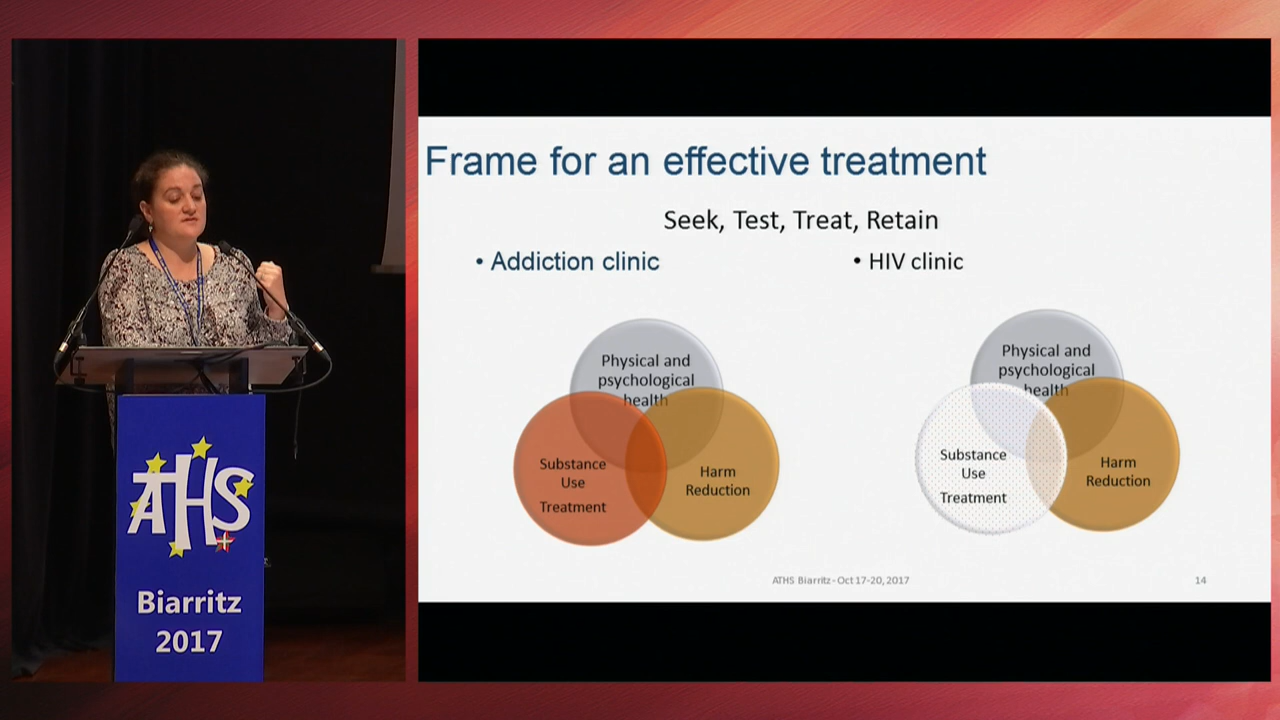 ATHS
Biarritz
2017
Frame for an effective treatment
Seek, Test, Treat, Retain
• Addiction clinic
Physical and
psychological
health
Substance
Use
Treatment
Harm
Reduction
• HIV clinic
Physical and
psychological
health
Substance
Use
Treatment
Harm
Reduction
ATHS Biarritz - Oct 17-20, 2017
14